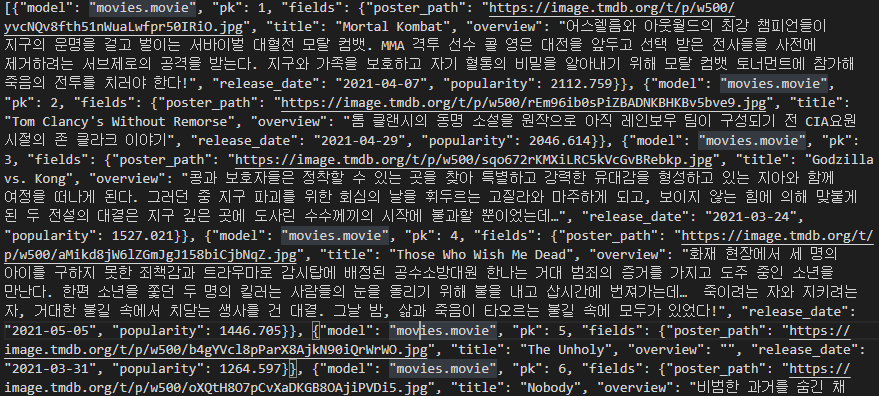 [{"model": "movies.movie", "pk": 1, "fields": {"poster_path": "https://image.tmdb.org/t/p/w500/
yvcNQv8fth51nWuaLwfpr50IRiO.jpg", "title": "Mortal Kombat", "overview": "어스렐름와 아웃월드의 최강 챔피언들이
지구의 운명을 걸고 벌이는 서바이벌 대혈전 모탈 컴뱃. MMA 격투 선수 콜 영은 대전을 앞두고 선택 받은 전사들을 사전에
제거하려는 서브제로의 공격을 받는다. 지구와 가족을 보호하고 자기 혈통의 비밀을 알아내기 위해 모탈 컴뱃 토너먼트에 참가해
죽음의 전투를 치러야 한다!", "release_date": "2021-04-07", "popularity": 2112.759}}, {"model": "movies.movie",
"pk": 2, "fields": {"poster_path": "https://image.tmdb.org/t/p/w500/rEm96ib0sPiZBADNKBHKBv5bve9.jpg", "title":
"Tom Clancy's Without Remorse", "overview": "톰 클랜시의 동명 소설을 원작으로 아직 레인보우 팀이 구성되기 전 CIA요원
시절의 존 클라크 이야기", "release_date": "2021-04-29", "popularity": 2046.614}}, {"model": "movies.movie", "pk":
3, "fields": {"poster_path": "https://image.tmdb.org/t/p/w500/sqo672rKMXiLRC5kVcGvBRebkp.jpg", "title": "Godzilla
vs. Kong", "overview": "콩과 보호자들은 정착할 수 있는 곳을 찾아 특별하고 강력한 유대감을 형성하고 있는 지아와 함께
여정을 떠나게 된다. 그러던 중 지구 파괴를 위한 회심의 날을 휘두르는 고질라와 마주하게 되고, 보이지 않는 힘에 의해 맞붙게
된 두 전설의 대결은 지구 깊은 곳에 도사린 수수께끼의 시작에 불과할 뿐이었는데…", "release_date": "2021-03-24",
"popularity": 1527.021}}, {"model": "movies.movie", "pk": 4, "fields": {"poster_path": "https://image.tmdb.org/t/
p/w500/aMikd8jW6lZGmJgJ158biCjbNqZ.jpg", "title": "Those Who Wish Me Dead", "overview": "화재 현장에서 세 명의
아이를 구하지 못한 죄책감과 트라우마로 감시탑에 배정된 공수소방대원 한나는 거대 범죄의 증거를 가지고 도주 중인 소년을
만난다. 한편 소년을 쫓던 두 명의 킬러는 사람들의 눈을 돌리기 위해 불을 내고 삽시간에 번져가는데… 죽이려는 자와 지키려는
자, 거대한 불길 속에서 치닫는 생사를 건 대결. 그날 밤, 삶과 죽음이 타오르는 불길 속에 모두가 있었다!", "release_date":
"2021-05-05", "popularity": 1446.705}}, {"model": "movies.movie", "pk": 5, "fields": {"poster_path": "https://
image.tmdb.org/t/p/w500/b4gYVcl8pParX8AjkN90iQrWrWO.jpg", "title": "The Unholy", "overview": "", "release_date":
"2021-03-31", "popularity": 1264.597}}, {"model": "movies.movie", "pk": 6, "fields": {"poster_path": "https://
image.tmdb.org/t/p/w500/oXQtH8O7pCvXaDKGB8OAjiPVDi5.jpg", "title": "Nobody", "overview": "비범한 과거를 숨긴 채